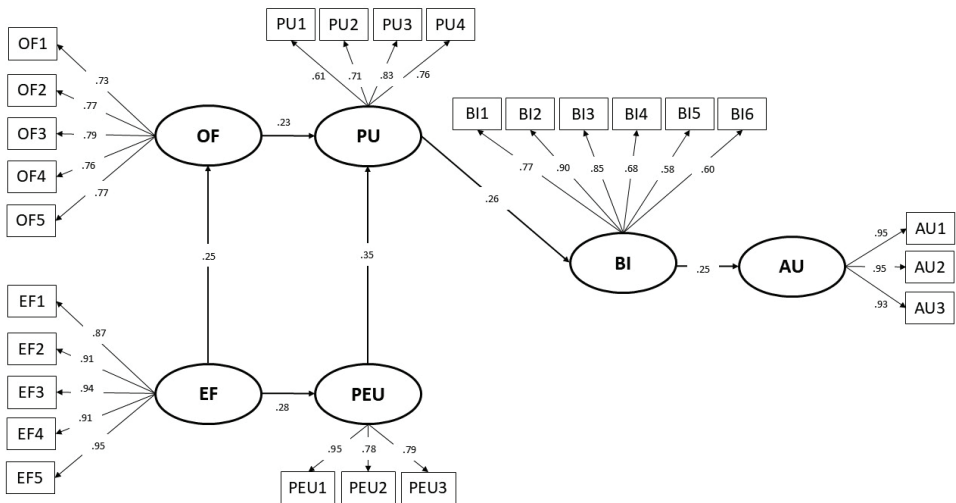 PU1 PU2 PU3 PU4
OF1
OF2
OF3
OF4
OF5
.73
.77
.79
.76
.77
.61 .71 .83 .76
OF
.23
PU
BI1 BI2 BI3 BI4 BI5 BI6
.77 .90 .85 .68 .58 .60
.26
.25
.35
BI
.25
AU
.95
.95
.93
AU1
AU2
AU3
EF1
EF2
EF3
EF4
EF5
.87
.91
.94
.91
.95
EF
.28
PEU
.95 .78 .79
PEU1 PEU2 PEU3